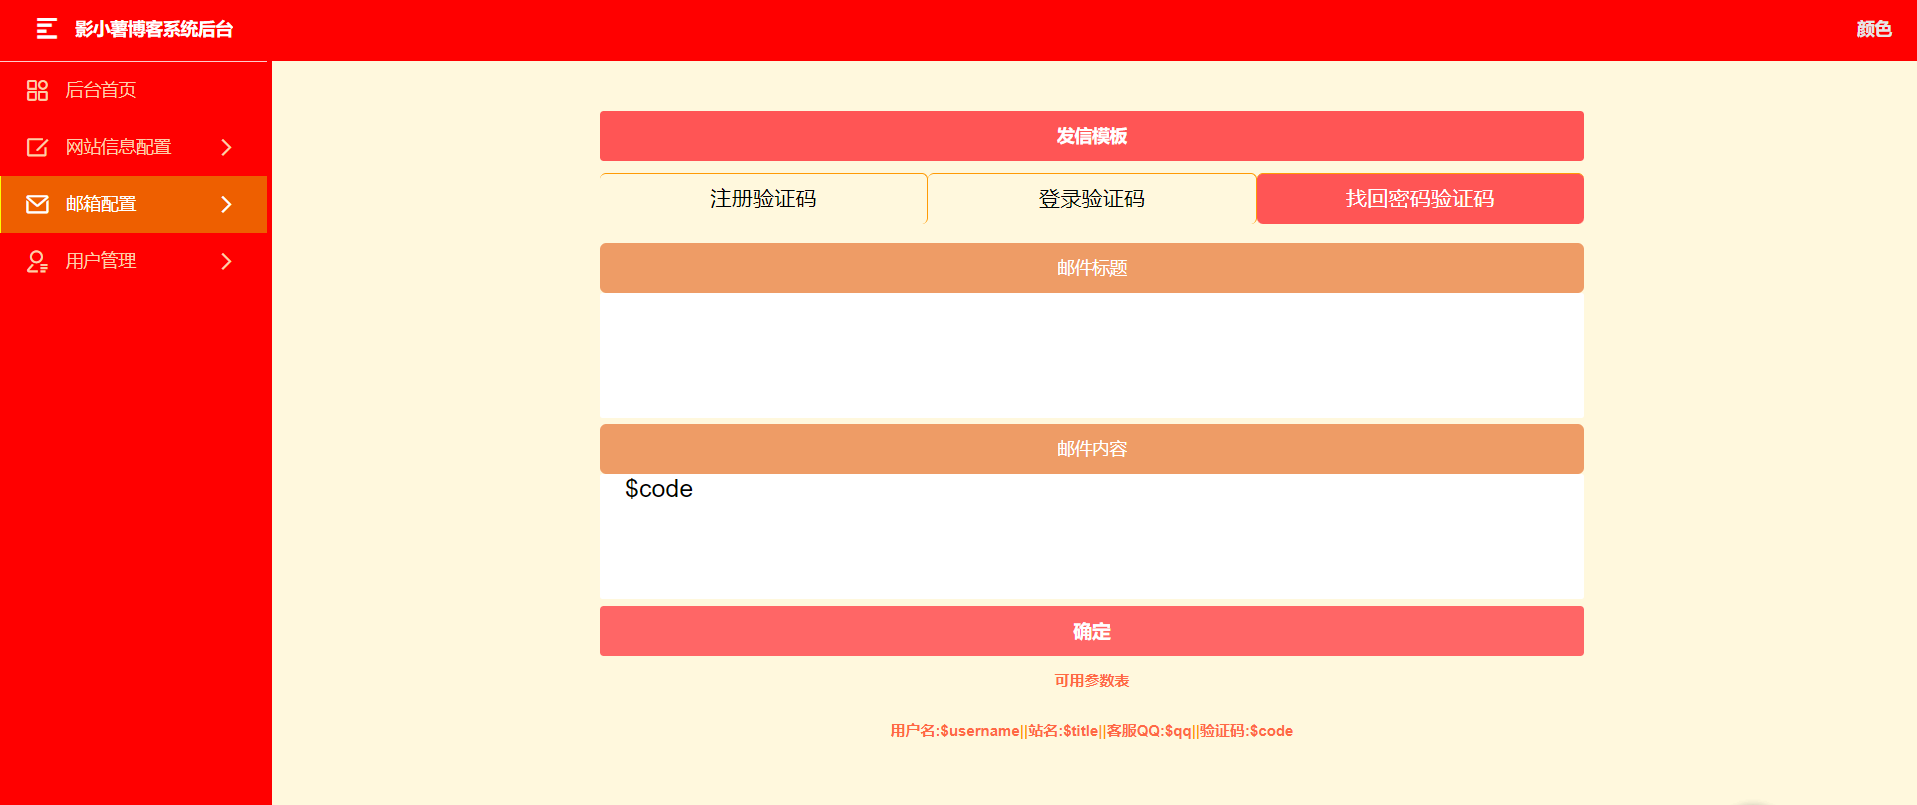 影小薯博客系统后台
颜色
后台首页
网站信息配置
邮箱配置
用户管理
发信模板
注册验证码 登录验证码 找回密码验证码
邮件标题
邮件内容
$code
确定
可用参数表
用户名:$username||站名:$title||客服QQ:$qq||验证码:$code